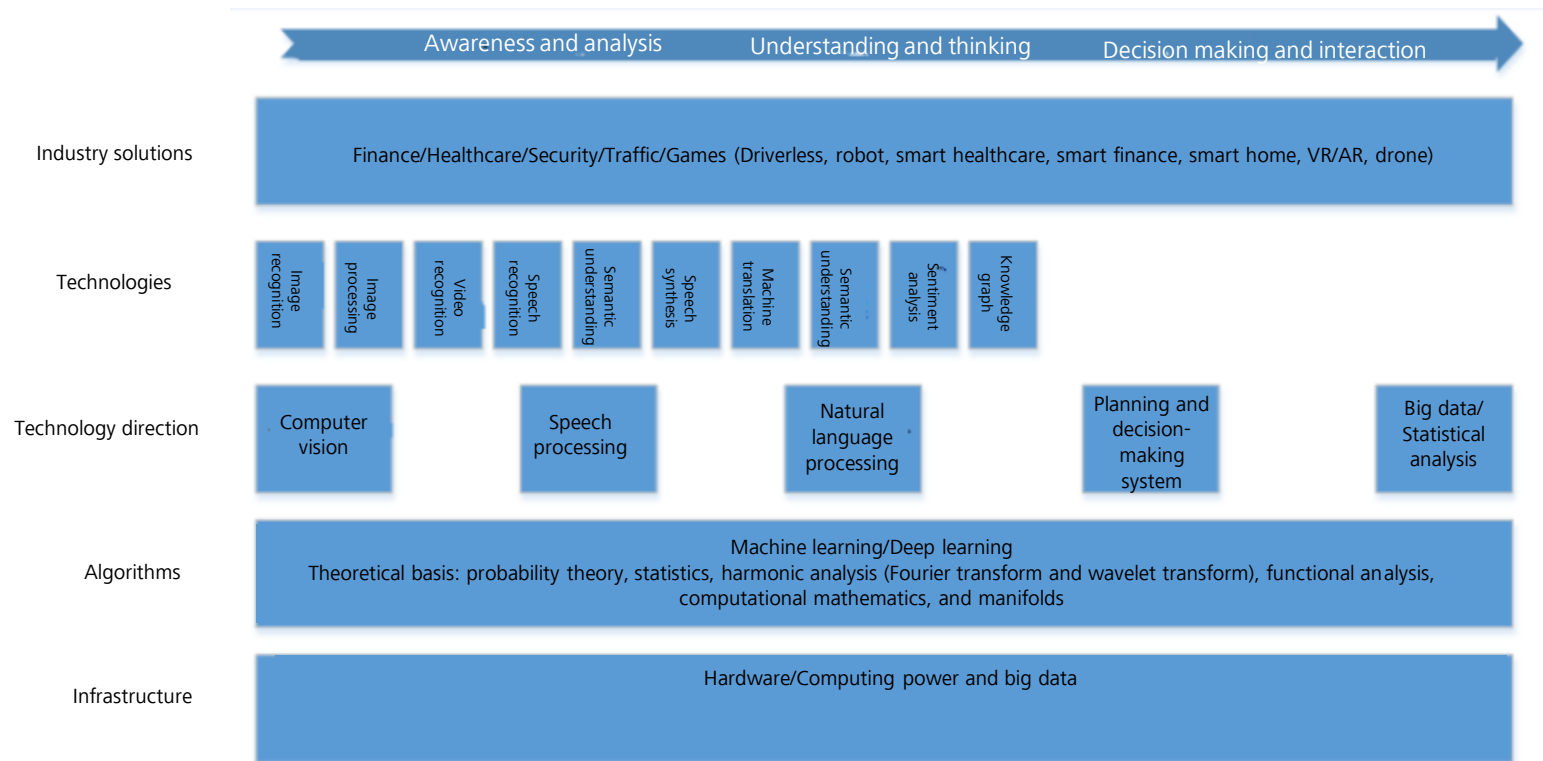 Awareness and analysis
Understanding and thinking
Decision making and interaction
Industry solutions
Finance/Healthcare/Security/Traffic/Games (Driverless, robot, smart healthcare, smart finance, smart home, VR/AR, drone)
Technologies
Image
recognition
Image
processing
Video
recognition
Speech
recognition
Semantic
understanding
Speech
synthesis
Machine
translation
Semantic
understanding
Sentiment
analysis
Knowledge
graph
Technology direction
Computer
vision
Speech
processing
Natural
language
processing
Planning and
decision-
making
system
Big data/
Statistical
analysis
Algorithms
Machine learning/Deep learning
Theoretical basis: probability theory, statistics, harmonic analysis (Fourier transform and wavelet transform), functional analysis,
computational mathematics, and manifolds
Infrastructure
Hardware/Computing power and big data